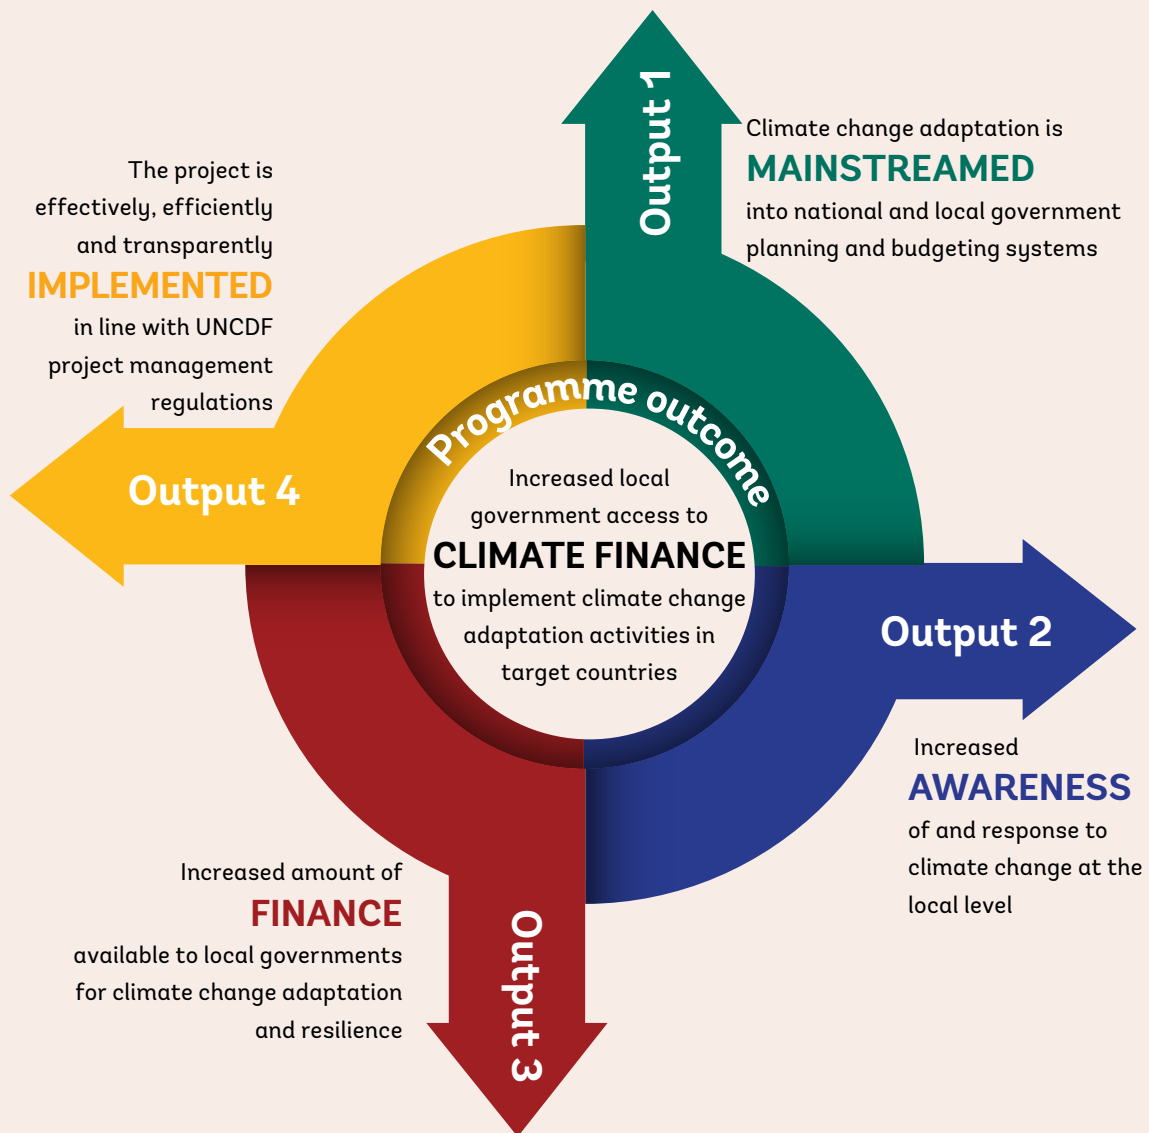 Output 1
Climate change adaptation is
MAINSTREAMED
into national and local government
planning and budgeting systems
The project is
effectively, efficiently
and transparently
IMPLEMENTED
in line with UNCDF
project management
regulations
Output 4
Programme outcome
Increased local
government access to
CLIMATE FINANCE
to implement climate change
adaptation activities in
target countries
Output 2
Increased
AWARENESS
of and response to
climate change at the
local level
Increased amount of
FINANCE
available to local governments
for climate change adaptation
and resilience
Output 3